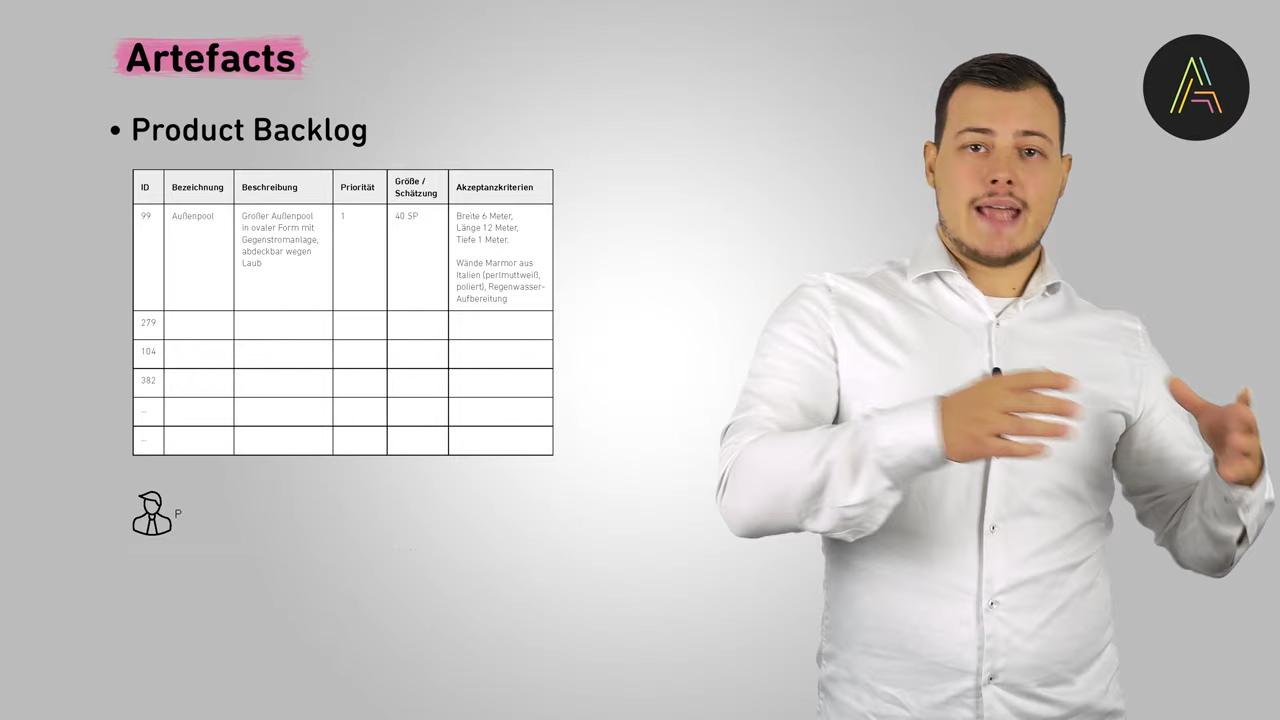 Artefacts
• Product Backlog
ID Bezeichnung Beschreibung Priorität Größe / Schätzung Akzeptanzkriterien
99 Außenpool Großer Außenpool 1 40 SP Breite 6 Meter,
in ovaler Form mit Länge 12 Meter,
Gegenstromanlage, Tiefe 1 Meter.
abdeckbar wegen
Laub Wände Marmor aus
Italien (perlmuttweiß,
poliert), Regenwasser-
Aufbereitung
279
104
382
...
...
P